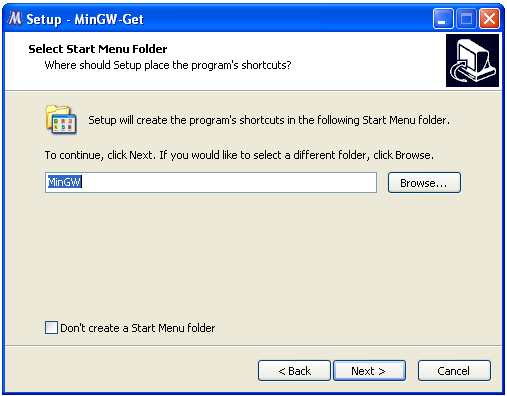 Setup - MinGW-Get
Select Start Menu Folder
Where should Setup place the program's shortcuts?
Setup will create the program's shortcuts in the following Start Menu folder.
To continue, click Next. If you would like to select a different folder, click Browse.
MinGW
Browse...
Don't create a Start Menu folder
< Back
Next >
Cancel